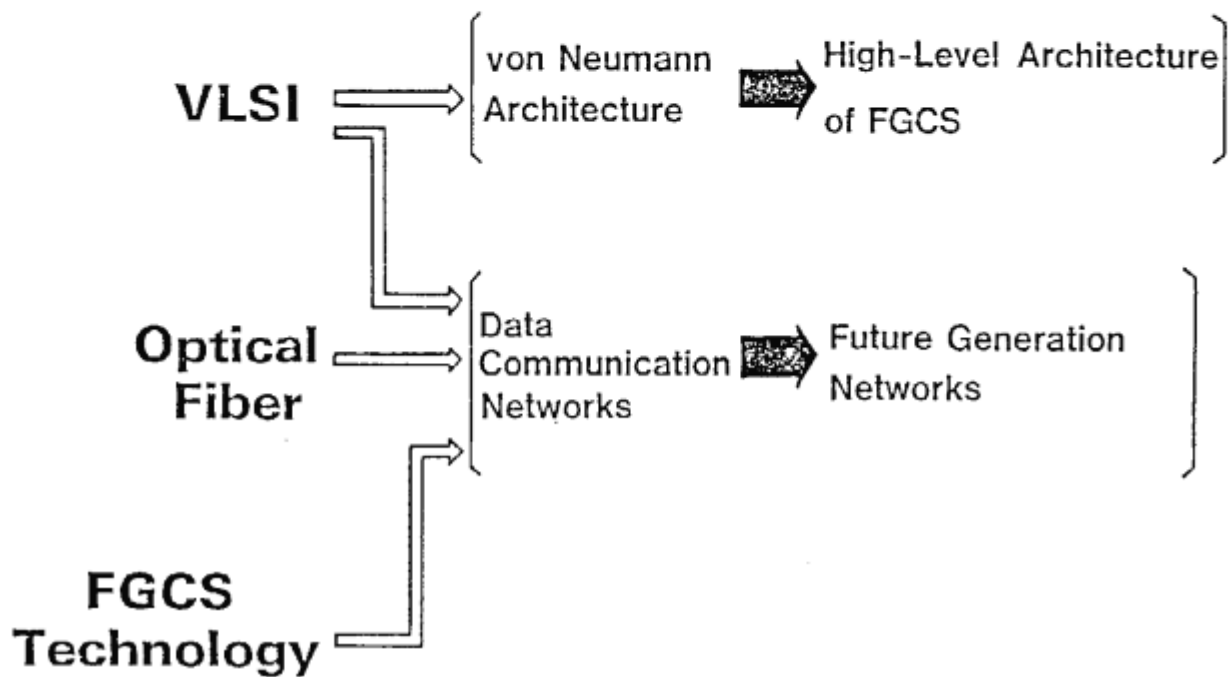 VLSI
von Neumann
Architecture
High-Level Architecture
of FGCS
Optical
Fiber
Data
Communication
Networks
Future Generation
Networks
FGCS
Technology